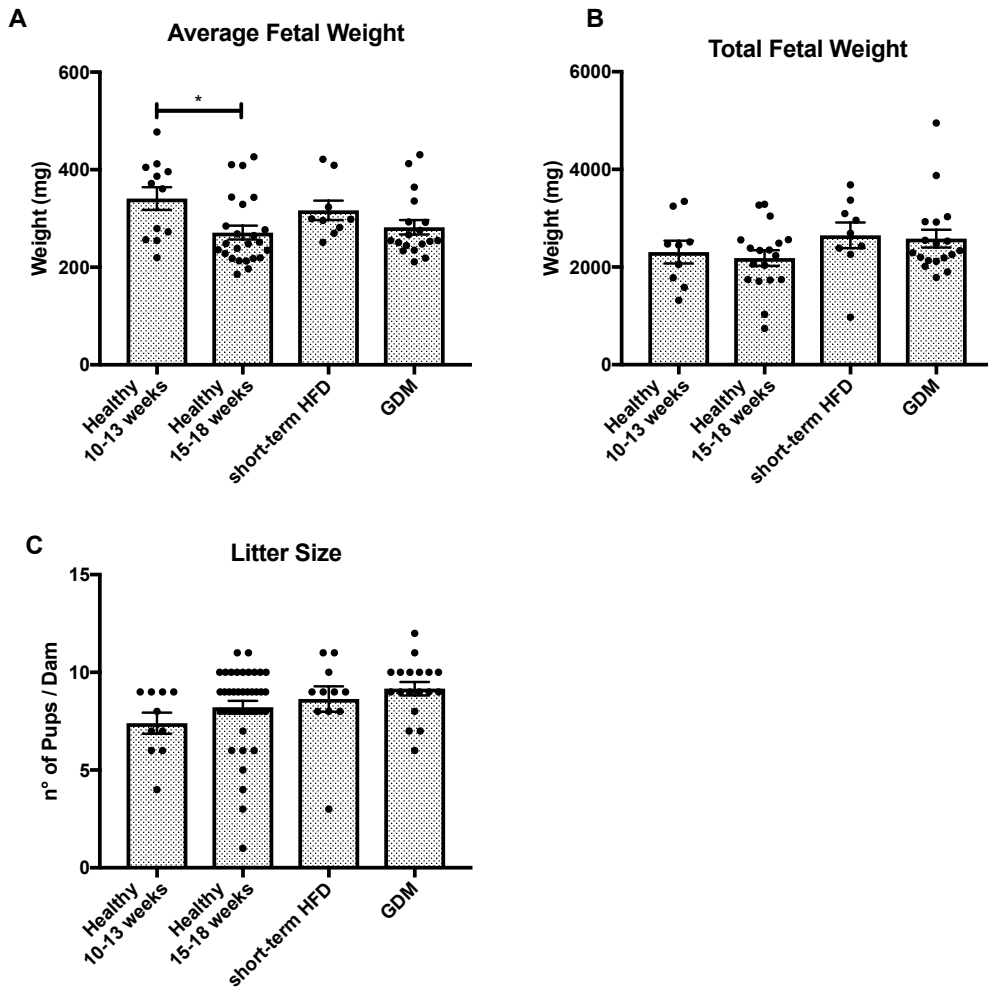 A
Average Fetal Weight
Weight (mg)
600
400
200
0
*
Healthy
10-13 weeks
Healthy
15-18 weeks
short-term HFD
GDM
B
Total Fetal Weight
Weight (mg)
6000
4000
2000
0
Healthy
10-13 weeks
Healthy
15-18 weeks
short-term HFD
GDM
C
Litter Size
n° of Pups / Dam
15
10
5
0
Healthy
10-13 weeks
Healthy
15-18 weeks
short-term HFD
GDM